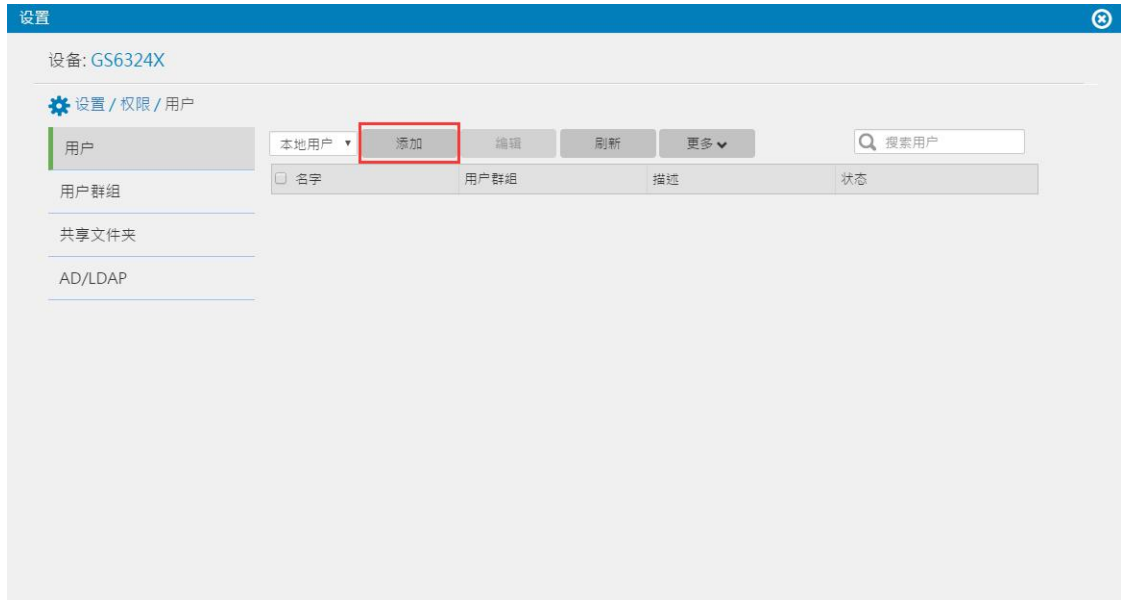 设置
设备: GS6324X
设置 / 权限 / 用户
用户
本地用户 添加 编辑 刷新 更多 搜索用户
名字 用户群组 描述 状态
用户群组
共享文件夹
AD/LDAP